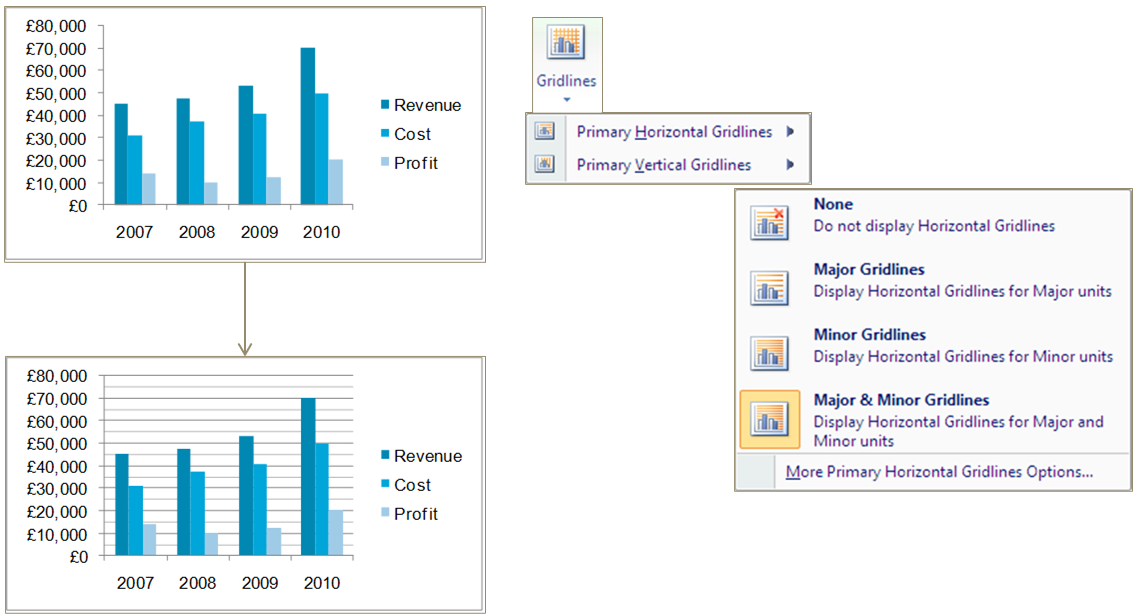 £80,000
£70,000
£60,000
£50,000
£40,000
£30,000
£20,000
£10,000
£0
2007 2008 2009 2010
Revenue
Cost
Profit
£80,000
£70,000
£60,000
£50,000
£40,000
£30,000
£20,000
£10,000
£0
2007 2008 2009 2010
Revenue
Cost
Profit
Gridlines
Primary Horizontal Gridlines
Primary Vertical Gridlines
None
Do not display Horizontal Gridlines
Major Gridlines
Display Horizontal Gridlines for Major units
Minor Gridlines
Display Horizontal Gridlines for Minor units
Major & Minor Gridlines
Display Horizontal Gridlines for Major and
Minor units
More Primary Horizontal Gridlines Options...